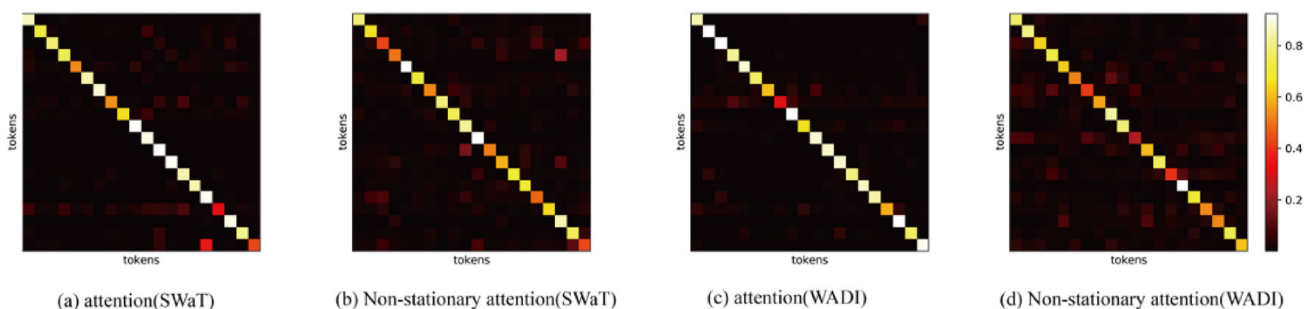 tokens
tokens
tokens
tokens
0.8
0.6
0.4
0.2
tokens
tokens
tokens
tokens
(a) attention(SWaT)
(b) Non-stationary attention(SWaT)
(c) attention(WADI)
(d) Non-stationary attention(WADI)